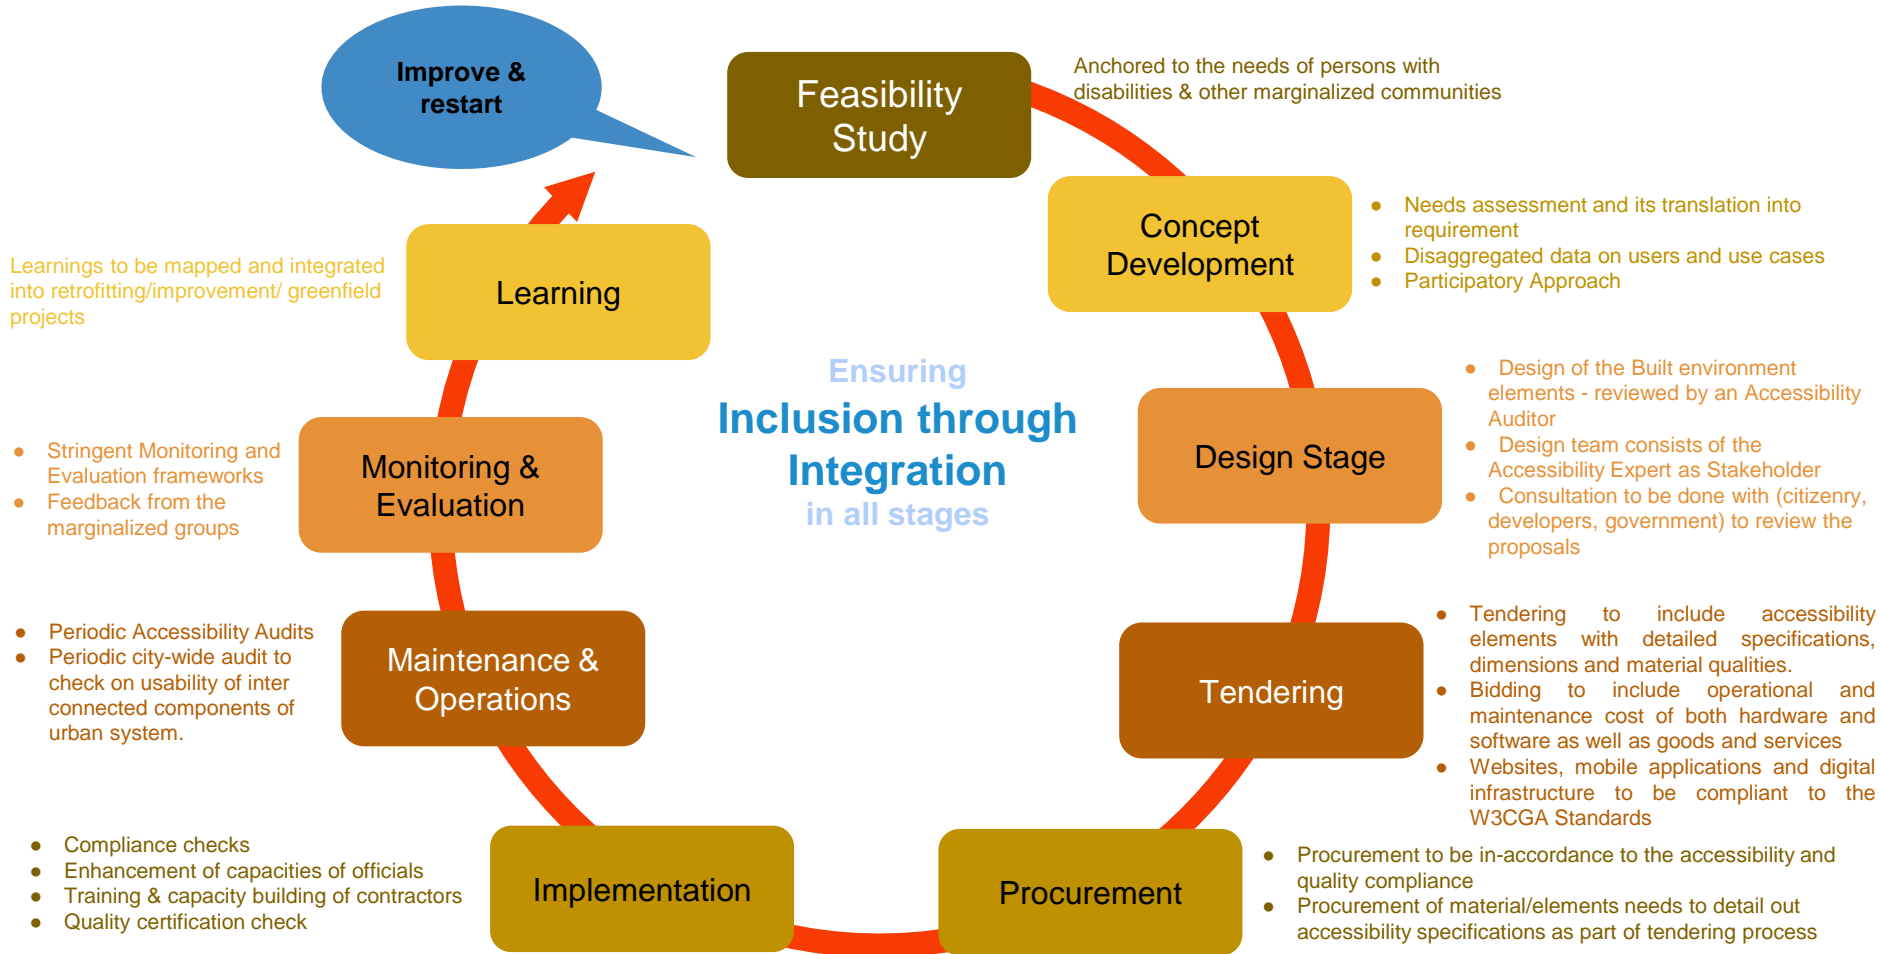 Improve &
restart
Feasibility
Study
Anchored to the needs of persons with
disabilities & other marginalized communities
Concept
Development
● Needs assessment and its translation into
requirement
● Disaggregated data on users and use cases
● Participatory Approach
Design Stage
● Design of the Built environment
elements - reviewed by an Accessibility
Auditor
● Design team consists of the
Accessibility Expert as Stakeholder
● Consultation to be done with (citizenry,
developers, government) to review the
proposals
Tendering
● Tendering to include accessibility
elements with detailed specifications,
dimensions and material qualities.
● Bidding to include operational and
maintenance cost of both hardware and
software as well as goods and services
● Websites, mobile applications and digital
infrastructure to be compliant to the
W3CGA Standards
Procurement
● Procurement to be in-accordance to the accessibility and
quality compliance
● Procurement of material/elements needs to detail out
accessibility specifications as part of tendering process
Implementation
● Compliance checks
● Enhancement of capacities of officials
● Training & capacity building of contractors
● Quality certification check
Maintenance &
Operations
● Periodic Accessibility Audits
● Periodic city-wide audit to
check on usability of inter
connected components of
urban system.
Monitoring &
Evaluation
● Stringent Monitoring and
Evaluation frameworks
● Feedback from the
marginalized groups
Learning
Learnings to be mapped and integrated
into retrofitting/improvement/ greenfield
projects
Ensuring
Inclusion through
Integration
in all stages